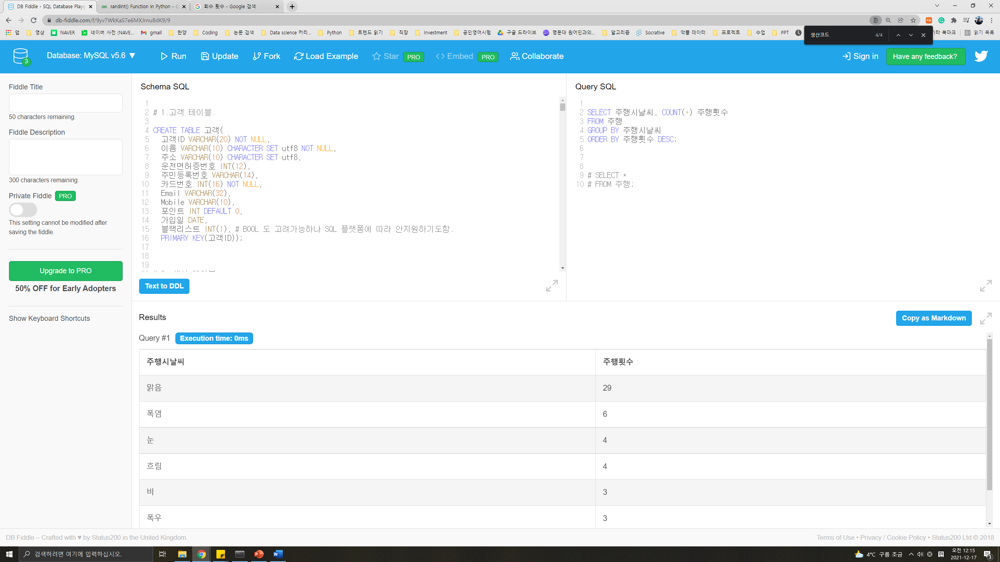 DB Fiddle - SQL Database Playg
randint() Function in Python - G
회수 횟수 - Google 검색
db-fiddle.com/f/9yv7WkKaS7e6MXJrnuBdK9/9
앱 영상 NAVER 네이버 사전 (NAVE... gmail 한양 Coding 논문 검색 Data science 커리... Python 트렌드 읽기 직장 Investment 공인영어시험 구글 드라이브 명문대 원어민과의... 알고리즘 Socrative 악플 데이터 프로젝트 수업 PPT 기타 북마크 읽기 목록
생산코드 4/4
3
Database: MySQL v5.6 ▼ Run Update Fork Load Example Star PRO Embed PRO Collaborate Sign in Have any feedback?
Fiddle Title
50 characters remaining.
Fiddle Description
300 characters remaining.
Private Fiddle PRO
This setting cannot be modified after
saving the fiddle.
Upgrade to PRO
50% OFF for Early Adopters
Show Keyboard Shortcuts
Schema SQL
1
2 # 1.고객 테이블.
3
4 CREATE TABLE 고객(
5 고객ID VARCHAR(20) NOT NULL,
6 이름 VARCHAR(10) CHARACTER SET utf8 NOT NULL,
7 주소 VARCHAR(10) CHARACTER SET utf8,
8 운전면허증번호 INT(12),
9 주민등록번호 VARCHAR(14),
10 카드번호 INT(16) NOT NULL,
11 Email VARCHAR(32),
12 Mobile VARCHAR(10),
13 포인트 INT DEFAULT 0,
14 가입일 DATE,
15 블랙리스트 INT(1), # BOOL 도 고려가능하나 SQL 플랫폼에 따라 안지원하기도함.
16 PRIMARY KEY(고객ID));
17
18
19
Text to DDL
Query SQL
1
2 SELECT 주행시날씨, COUNT(*) 주행횟수
3 FROM 주행
4 GROUP BY 주행시날씨
5 ORDER BY 주행횟수 DESC;
6
7
8
9 # SELECT *
10 # FROM 주행;
Results
Copy as Markdown
Query #1 Execution time: 0ms
주행시날씨 주행횟수
맑음 29
폭염 6
눈 4
흐림 4
비 3
폭우 3
DB Fiddle – Crafted with ♥ by Status200 in the United Kingdom.
Terms of Use • Privacy / Cookie Policy • Status200 Ltd © 2018
검색하려면 여기에 입력하십시오.
4°C 구름 조금
한
오전 12:15
2021-12-17
3